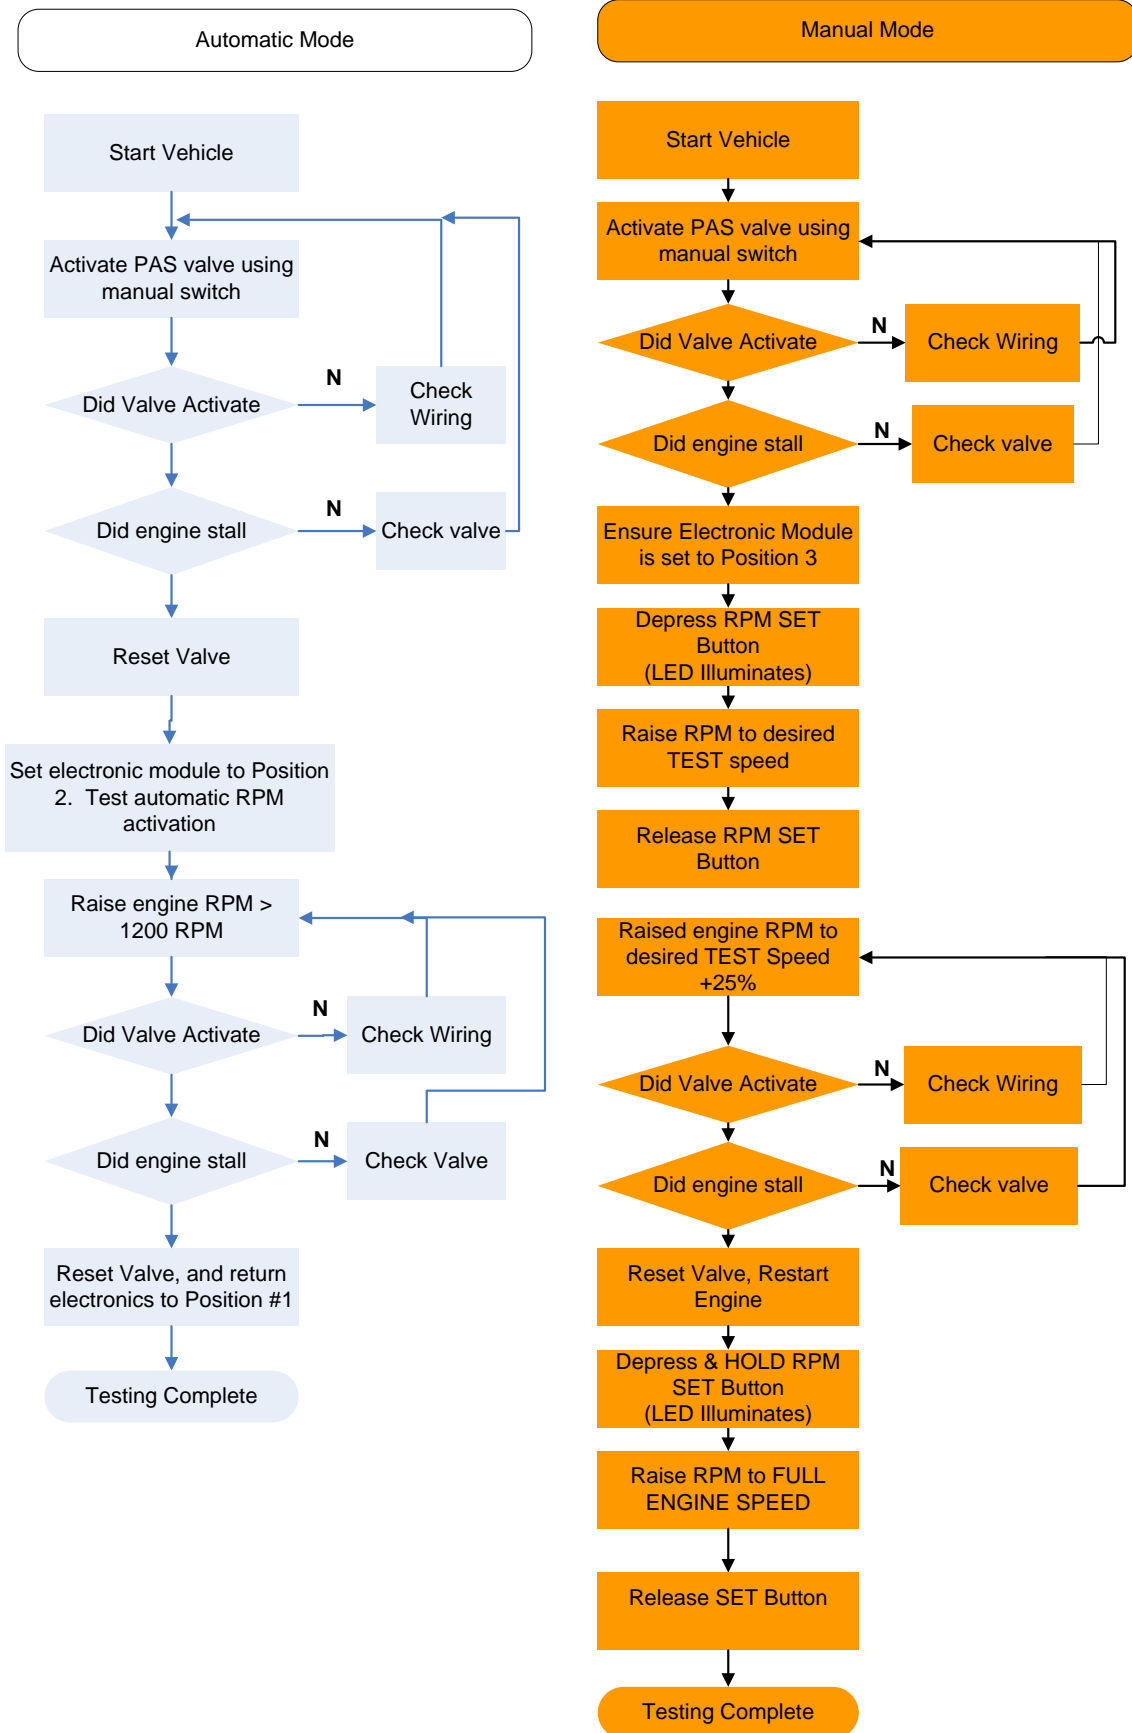 Automatic Mode
Start Vehicle
Activate PAS valve using
manual switch
Did Valve Activate
N
Check
Wiring
Did engine stall
N
Check valve
Reset Valve
Set electronic module to Position
2.  Test automatic RPM
activation
Raise engine RPM >
1200 RPM
Did Valve Activate
N
Check Wiring
Did engine stall
N
Check Valve
Reset Valve, and return
electronics to Position #1
Testing Complete
Manual Mode
Start Vehicle
Activate PAS valve using
manual switch
Did Valve Activate
N
Check Wiring
Did engine stall
N
Check valve
Ensure Electronic Module
is set to Position 3
Depress RPM SET
Button
(LED Illuminates)
Raise RPM to desired
TEST speed
Release RPM SET
Button
Raised engine RPM to
desired TEST Speed
+25%
Did Valve Activate
N
Check Wiring
Did engine stall
N
Check valve
Reset Valve, Restart
Engine
Depress & HOLD RPM
SET Button
(LED Illuminates)
Raise RPM to FULL
ENGINE SPEED
Release SET Button
Testing Complete